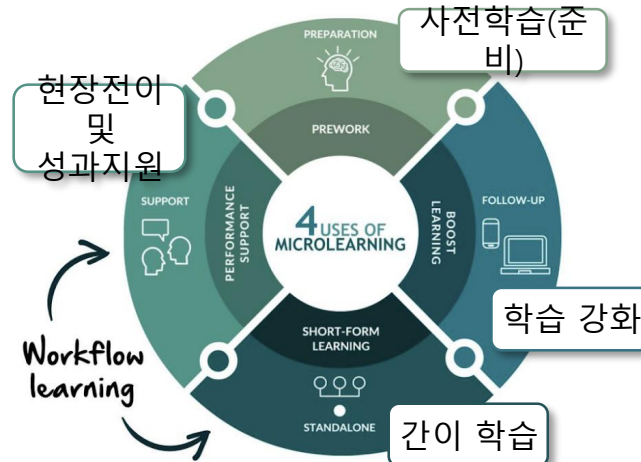 PREPARATION
사전학습(준
비)
PREWORK
현장전이
및
성과지원
SUPPORT
PERFORMANCE
SUPPORT
4 USES OF
MICROLEARNING
BOOST
LEARNING
FOLLOW-UP
학습 강화
SHORT-FORM
LEARNING
STANDALONE
간이 학습
Workflow
learning